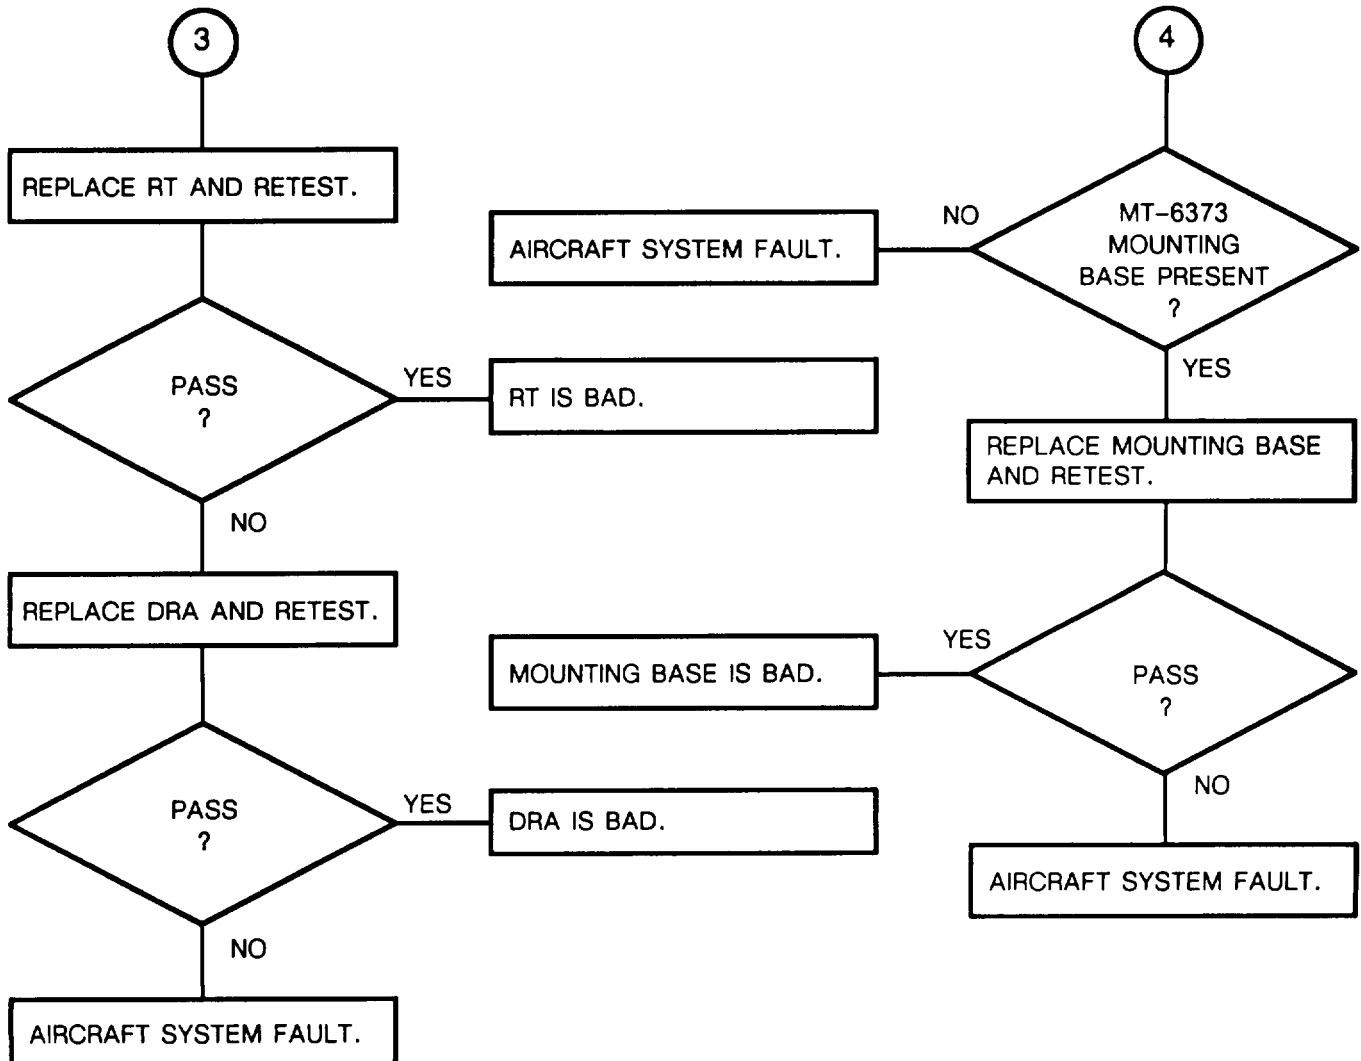 3
REPLACE RT AND RETEST.
PASS
?
YES
RT IS BAD.
NO
REPLACE DRA AND RETEST.
PASS
?
YES
DRA IS BAD.
NO
AIRCRAFT SYSTEM FAULT.
4
MT-6373
MOUNTING
BASE PRESENT
?
NO
AIRCRAFT SYSTEM FAULT.
YES
REPLACE MOUNTING BASE
AND RETEST.
PASS
?
YES
MOUNTING BASE IS BAD.
NO
AIRCRAFT SYSTEM FAULT.